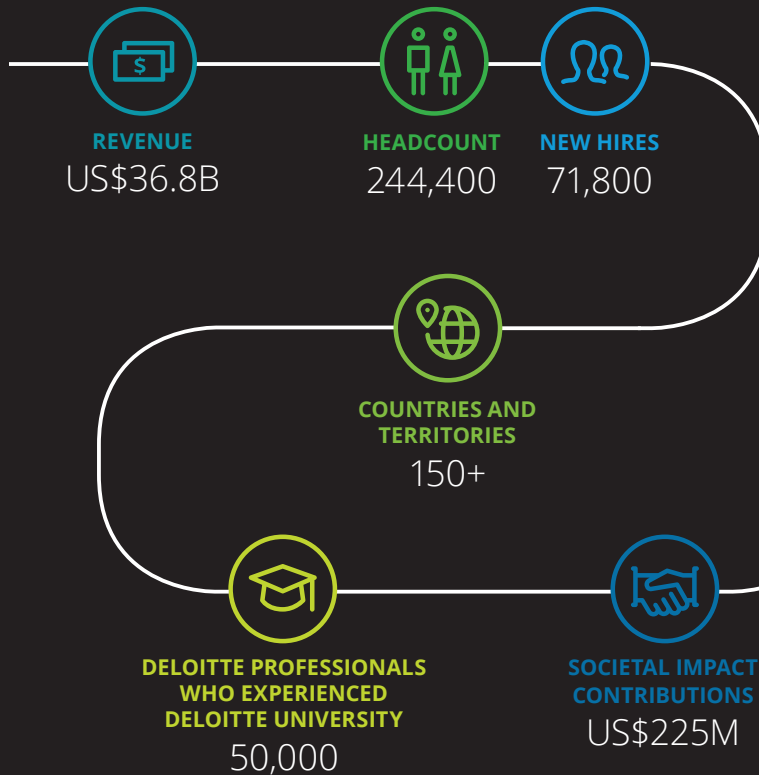 $
REVENUE
US$36.8B
HEADCOUNT
244,400
NEW HIRES
71,800
COUNTRIES AND
TERRITORIES
150+
DELOITTE PROFESSIONALS
WHO EXPERIENCED
DELOITTE UNIVERSITY
50,000
SOCIETAL IMPACT
CONTRIBUTIONS
US$225M